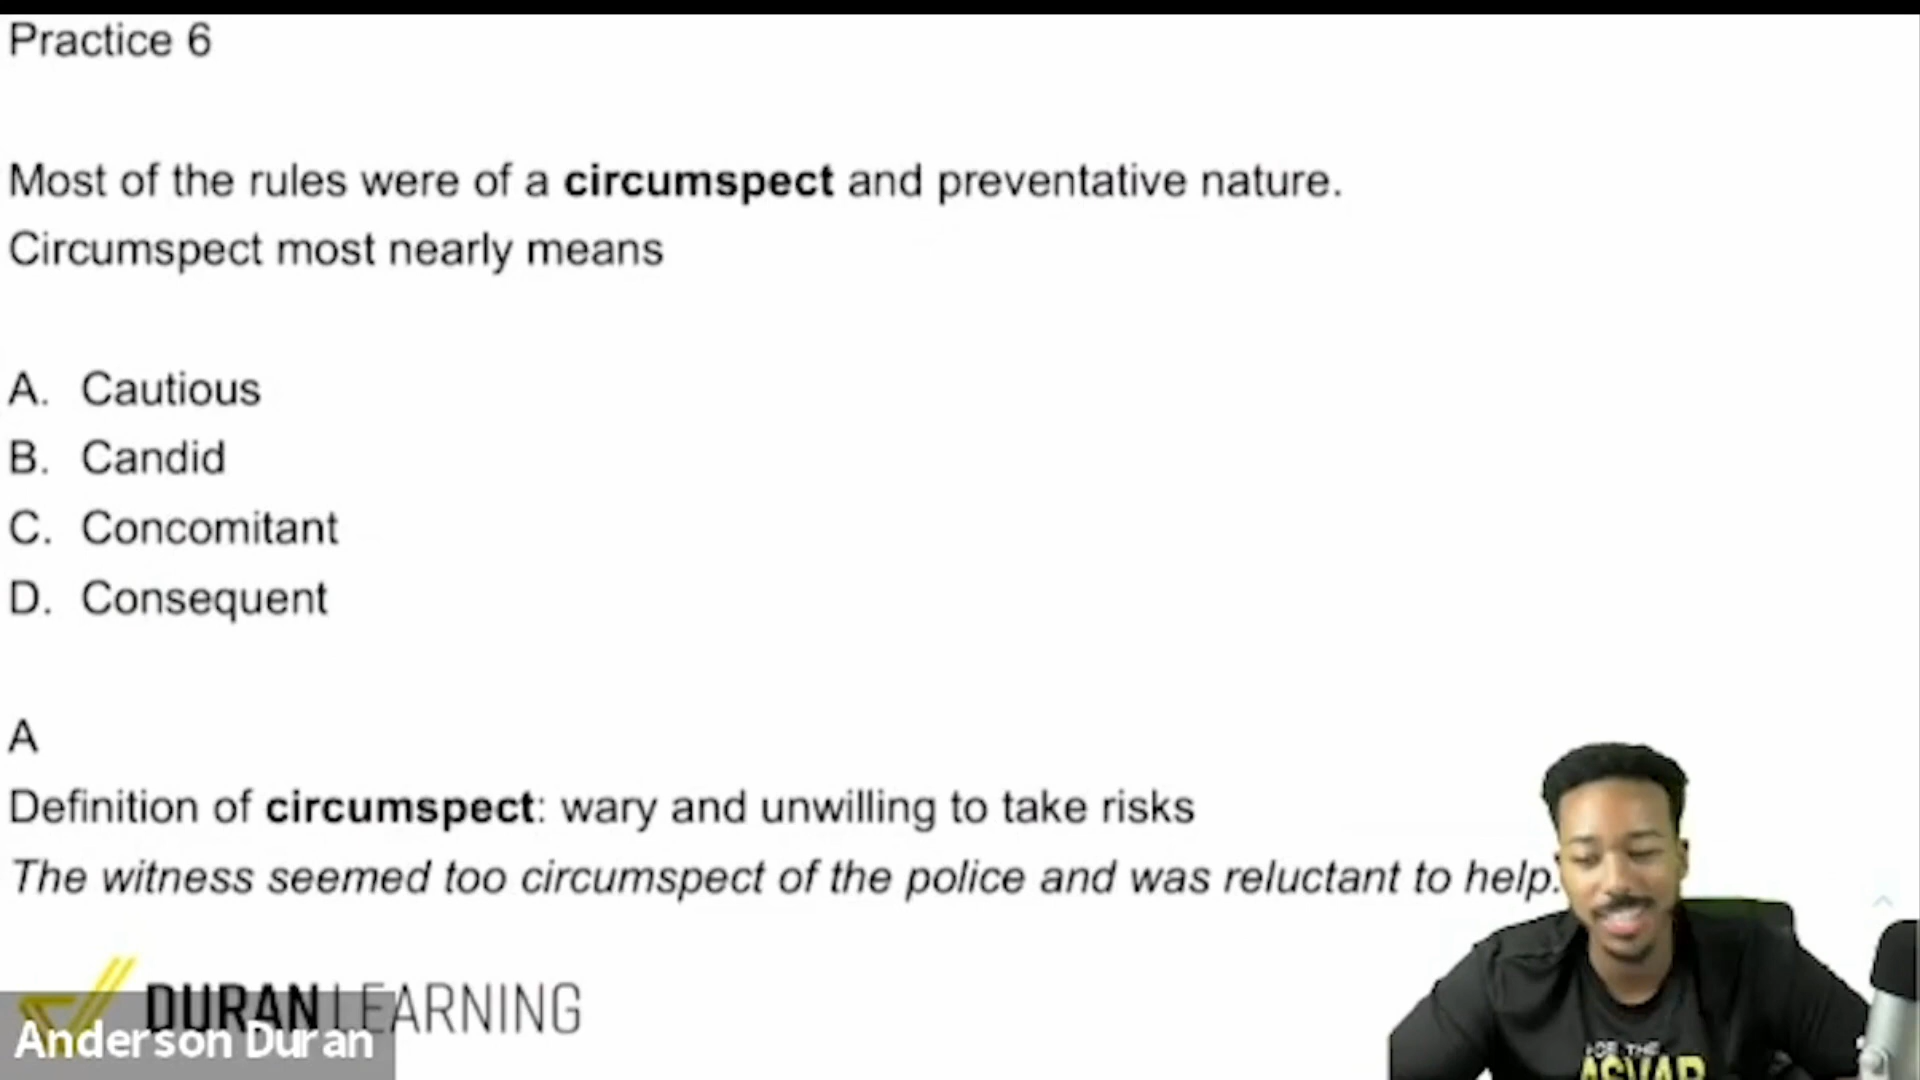 Practice 6
Most of the rules were of a circumspect and preventative nature.
Circumspect most nearly means
A. Cautious
B. Candid
C. Concomitant
D. Consequent
A
Definition of circumspect: wary and unwilling to take risks
The witness seemed too circumspect of the police and was reluctant to help.
DURAN LEARNING
Anderson Duran
THE
ASVAB